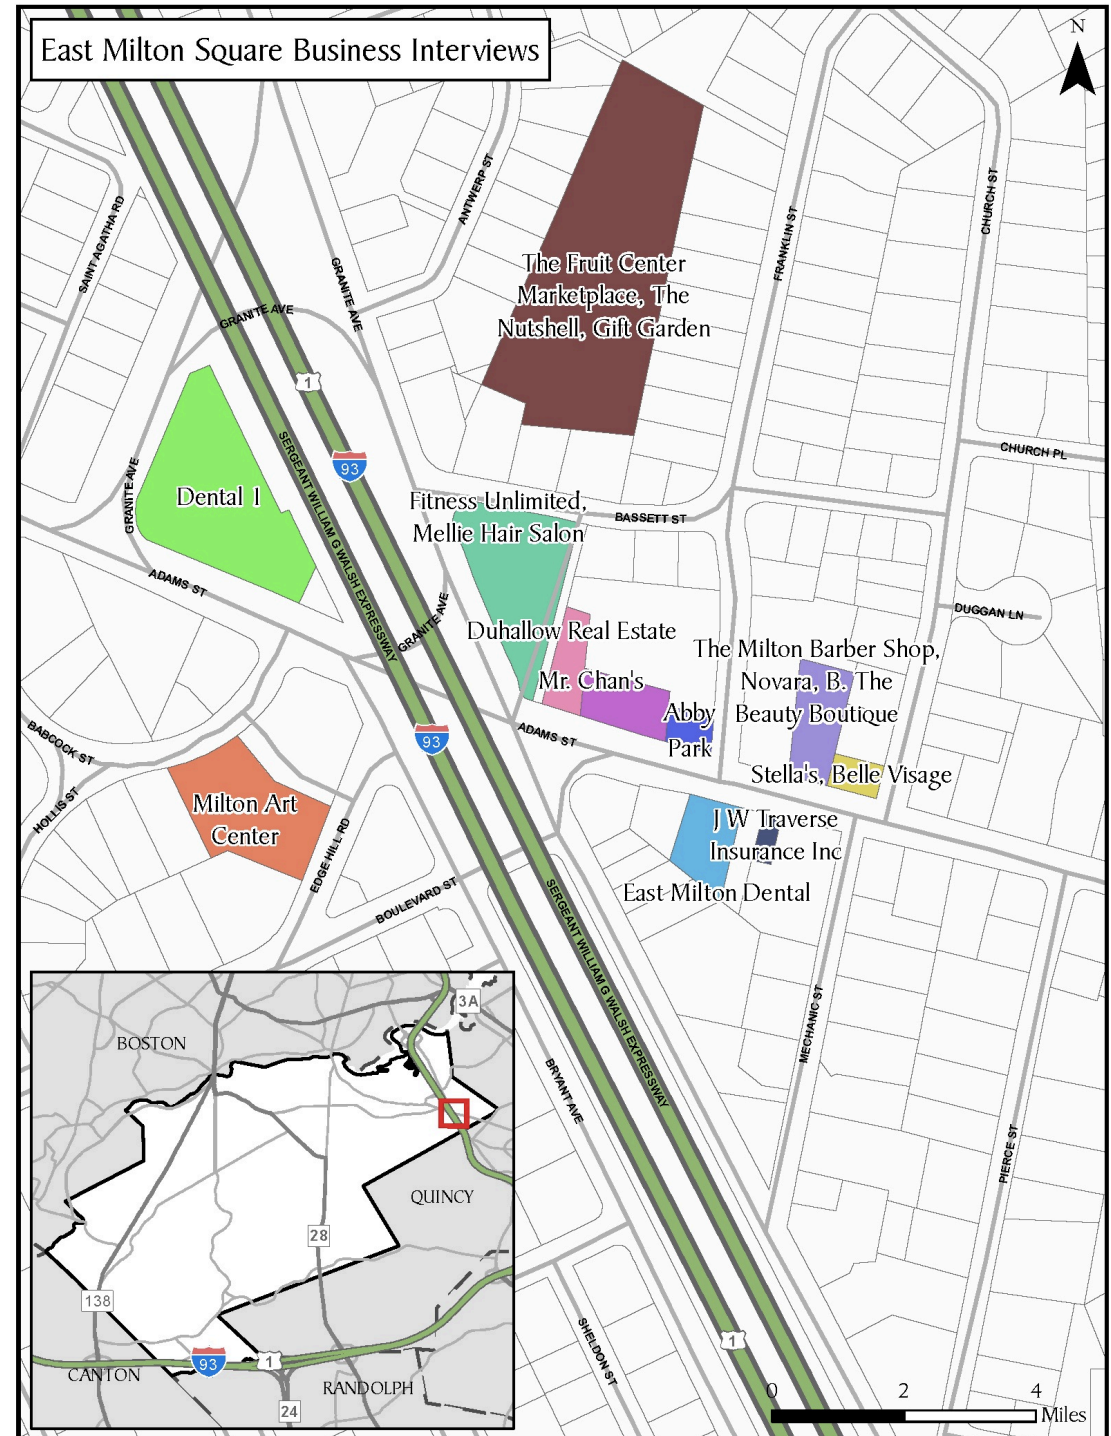 East Milton Square Business Interviews
N
SAINT AGATHA RD
ANTWERP ST
GRANITE AVE
GRANITE AVE
FRANKLIN ST
CHURCH ST
The Fruit Center
Marketplace, The
Nutshell, Gift Garden
1
93
CHURCH PL
GRANITE AVE
Dental 1
SERGEANT WILLIAM G WALSH EXPRESSWAY
Fitness Unlimited,
Mellie Hair Salon
BASSETT ST
ADAMS ST
GRANITE AVE
DUGGAN LN
Duhallow Real Estate
The Milton Barber Shop,
Novara, B. The
Beauty Boutique
Mr. Chan's
Abby
Park
BABCOCK ST
93
ADAMS ST
Stella's, Belle Visage
HOLLIS ST
Milton Art
Center
EDGE HILL RD
J W Traverse
Insurance Inc
East Milton Dental
BOULEVARD ST
SERGEANT WILLIAM G WALSH EXPRESSWAY
MECHANIC ST
BRYANT AVE
PIERCE ST
SHELDON ST
1
3A
BOSTON
QUINCY
28
138
93
1
CANTON
RANDOLPH
24
0 2 4
Miles